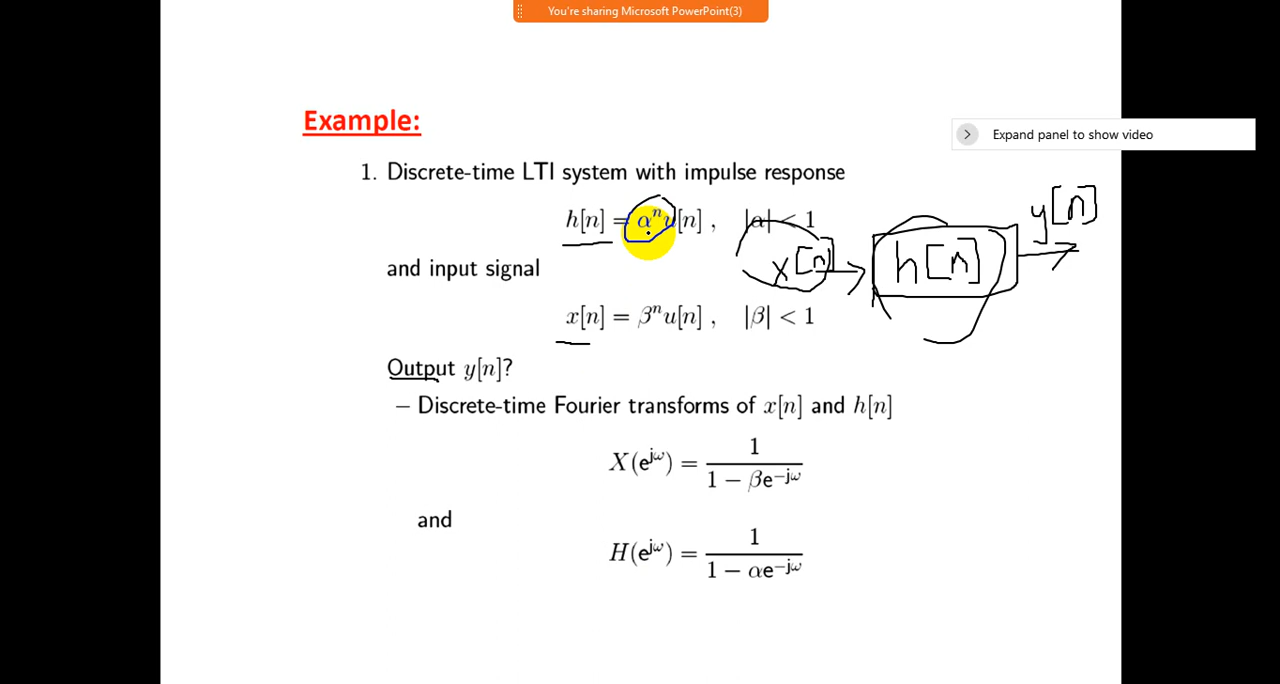 You're sharing Microsoft PowerPoint(3)
Example:
Expand panel to show video
1. Discrete-time LTI system with impulse response
h[n] = αⁿu[n] , |α| < 1
y[n]
x[n]
h[n]
and input signal
x[n] = βⁿu[n] , |β| < 1
Output y[n]?
– Discrete-time Fourier transforms of x[n] and h[n]
X(e^{jω}) = 1 / (1 − βe^{−jω})
and
H(e^{jω}) = 1 / (1 − αe^{−jω})